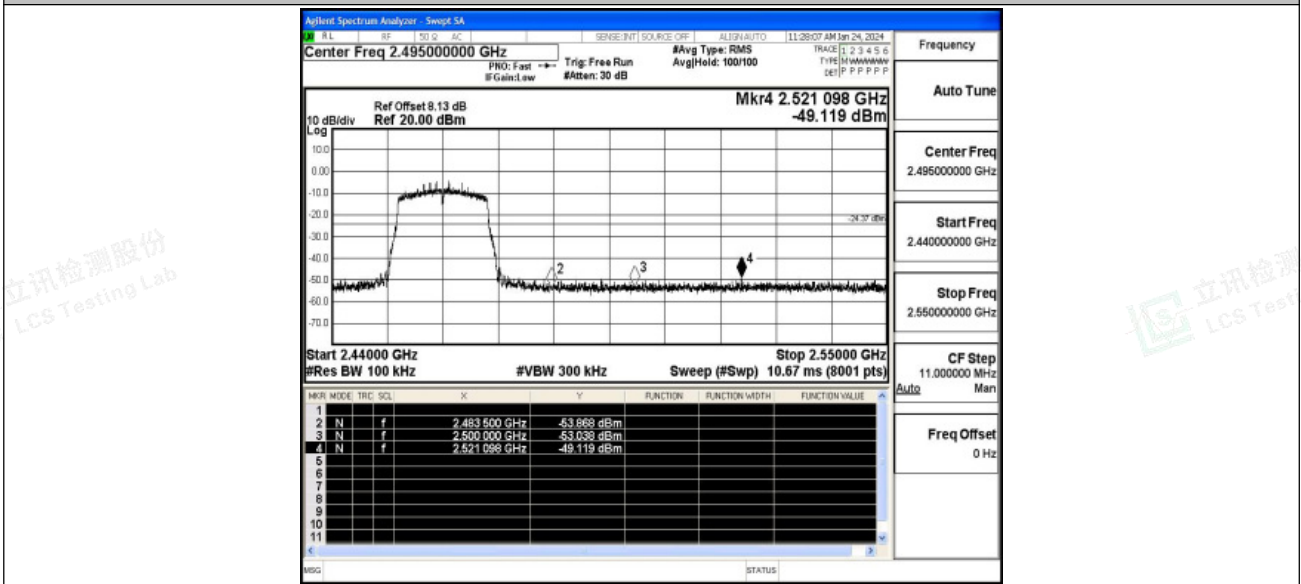 Agilent Spectrum Analyzer - Swept SA
RL RF 50 Ω AC SENSE:INT SOURCE OFF ALIGN AUTO 11:28:07 AM Jan 24, 2024
Center Freq 2.495000000 GHz
PNO: Fast
IFGain:Low
Trig: Free Run
#Atten: 30 dB
#Avg Type: RMS
Avg|Hold: 100/100
TRACE 1 2 3 4 5 6
TYPE M WWWWW
DET P P P P P P
Frequency
Auto Tune
Center Freq
2.495000000 GHz
Start Freq
2.440000000 GHz
Stop Freq
2.550000000 GHz
CF Step
11.000000 MHz
Auto Man
Freq Offset
0 Hz
Mkr4 2.521 098 GHz
-49.119 dBm
Ref Offset 8.13 dB
10 dB/div Ref 20.00 dBm
Log
10.0
0.00
-10.0
-20.0
-30.0
-40.0
-50.0
-60.0
-70.0
-24.37 dBm
2
3
4
Start 2.44000 GHz Stop 2.55000 GHz
#Res BW 100 kHz #VBW 300 kHz Sweep (#Swp) 10.67 ms (8001 pts)
MKR MODE TRC SCL X Y FUNCTION FUNCTION WIDTH FUNCTION VALUE
1
2 N f 2.483 500 GHz -53.868 dBm
3 N f 2.500 000 GHz -53.038 dBm
4 N f 2.521 098 GHz -49.119 dBm
5
6
7
8
9
10
11
MSG STATUS
立讯检测股份
LCS Testing Lab
立讯检测
LCS Testi